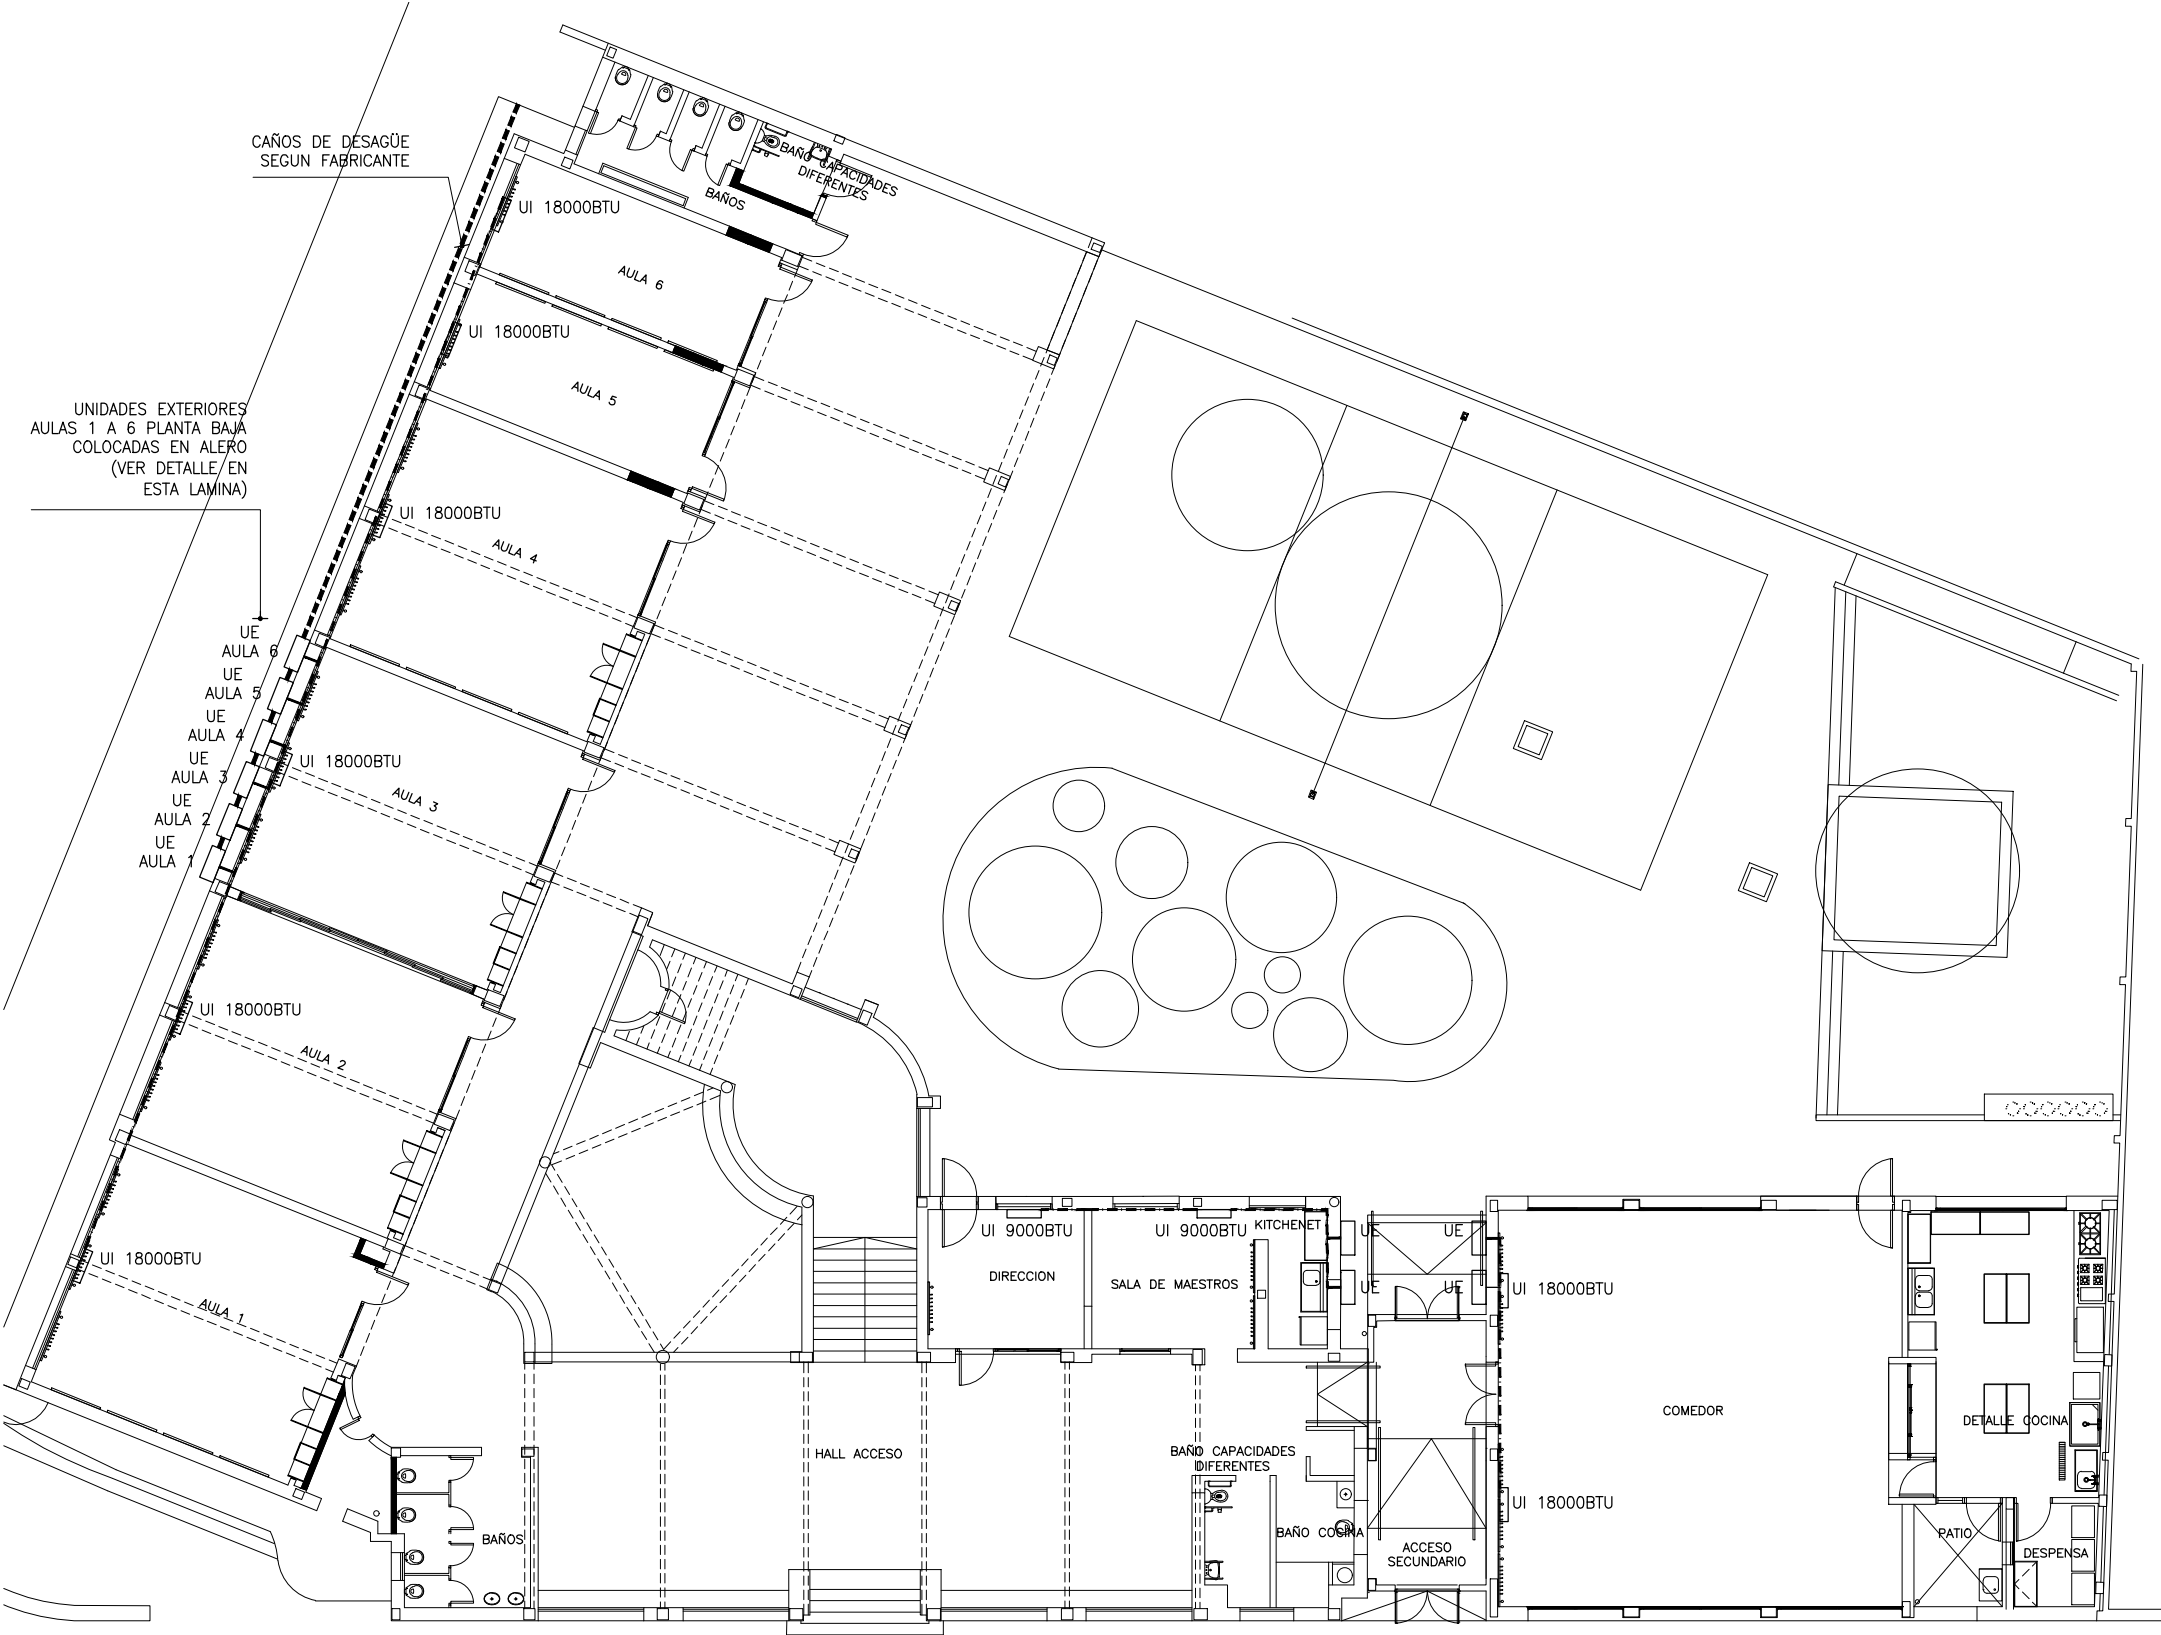 CAÑOS DE DESAGÜE
SEGUN FABRICANTE
BAÑO CAPACIDADES
DIFERENTES
BAÑOS
UI 18000BTU
AULA 6
UI 18000BTU
AULA 5
UNIDADES EXTERIORES
AULAS 1 A 6 PLANTA BAJA
COLOCADAS EN ALERO
(VER DETALLE EN
ESTA LAMINA)
UI 18000BTU
AULA 4
UE
AULA 6
UE
AULA 5
UE
AULA 4
UE
AULA 3
UE
AULA 2
UE
AULA 1
UI 18000BTU
AULA 3
UI 18000BTU
AULA 2
UI 18000BTU
AULA 1
UI 9000BTU
DIRECCION
UI 9000BTU
SALA DE MAESTROS
KITCHENET
UE
UE
UE
UE
UI 18000BTU
COMEDOR
UI 18000BTU
DETALLE COCINA
HALL ACCESO
BAÑO CAPACIDADES
DIFERENTES
BAÑOS
BAÑO COCINA
ACCESO
SECUNDARIO
PATIO
DESPENSA